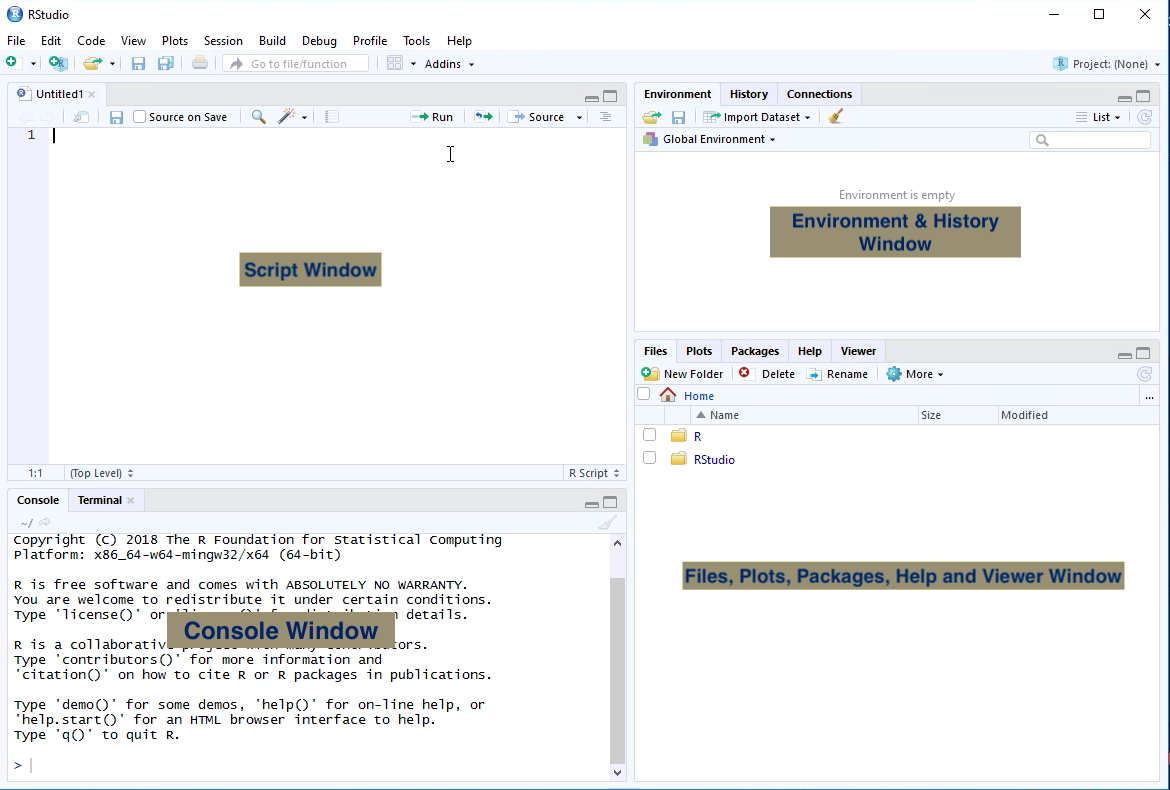 RStudio
File Edit Code View Plots Session Build Debug Profile Tools Help
Go to file/function Addins Project: (None)
Untitled1
Source on Save Run Source
1
Script Window
1:1 (Top Level) R Script
Console Terminal
~/
Copyright (C) 2018 The R Foundation for Statistical Computing
Platform: x86_64-w64-mingw32/x64 (64-bit)
R is free software and comes with ABSOLUTELY NO WARRANTY.
You are welcome to redistribute it under certain conditions.
Type 'license()' or details.
Console Window
R is a collaborative contributors.
Type 'contributors()' for more information and
'citation()' on how to cite R or R packages in publications.
Type 'demo()' for some demos, 'help()' for on-line help, or
'help.start()' for an HTML browser interface to help.
Type 'q()' to quit R.
>
Environment History Connections
Import Dataset List
Global Environment
Environment is empty
Environment & History
Window
Files Plots Packages Help Viewer
New Folder Delete Rename More
Home ...
Name Size Modified
R
RStudio
Files, Plots, Packages, Help and Viewer Window